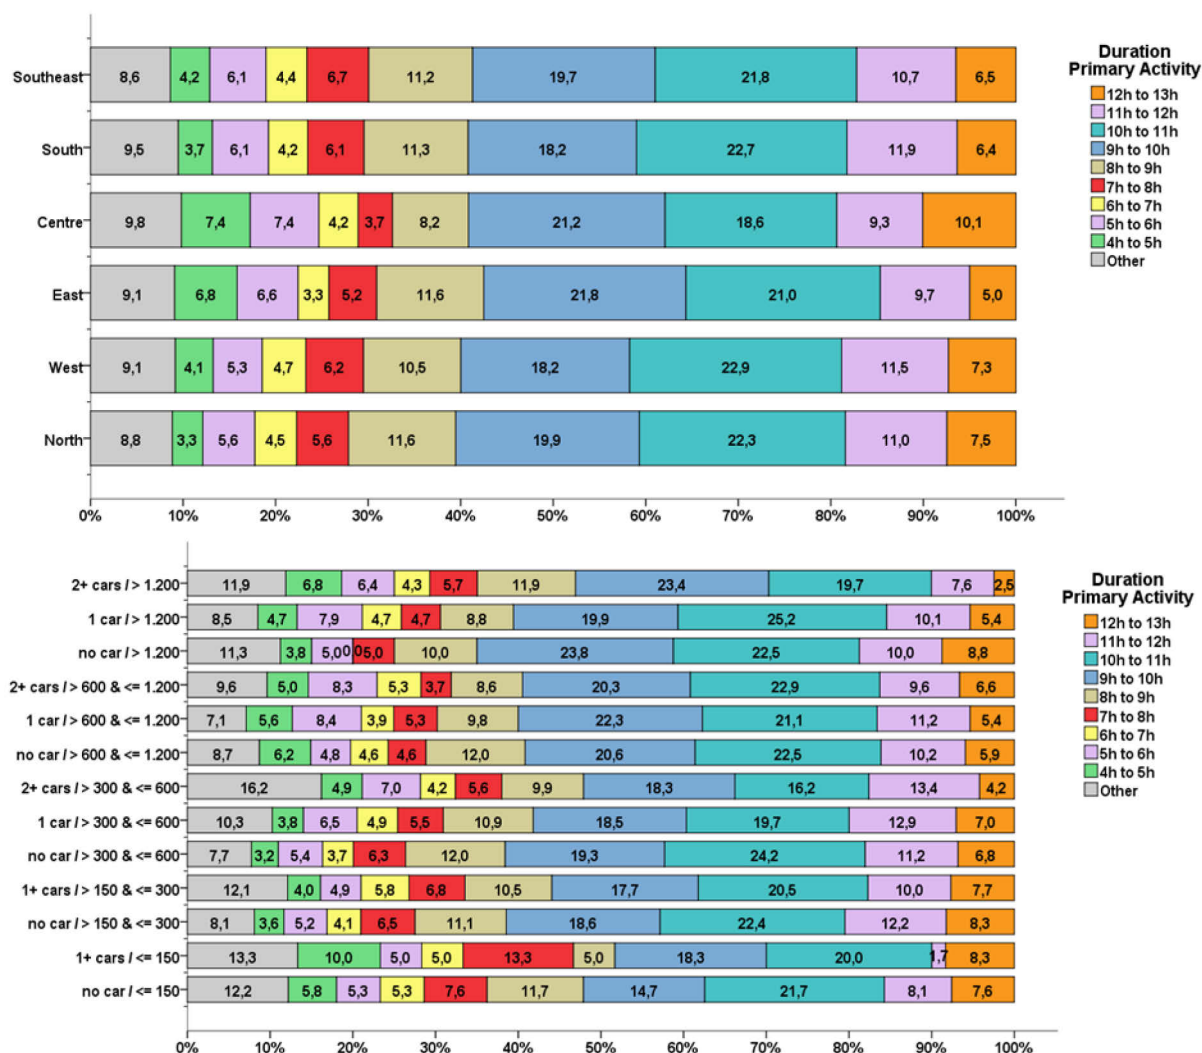 Southeast 8,6 4,2 6,1 4,4 6,7 11,2 19,7 21,8 10,7 6,5
South 9,5 3,7 6,1 4,2 6,1 11,3 18,2 22,7 11,9 6,4
Centre 9,8 7,4 7,4 4,2 3,7 8,2 21,2 18,6 9,3 10,1
East 9,1 6,8 6,6 3,3 5,2 11,6 21,8 21,0 9,7 5,0
West 9,1 4,1 5,3 4,7 6,2 10,5 18,2 22,9 11,5 7,3
North 8,8 3,3 5,6 4,5 5,6 11,6 19,9 22,3 11,0 7,5
0% 10% 20% 30% 40% 50% 60% 70% 80% 90% 100%
Duration
Primary Activity
12h to 13h
11h to 12h
10h to 11h
9h to 10h
8h to 9h
7h to 8h
6h to 7h
5h to 6h
4h to 5h
Other
2+ cars / > 1.200 11,9 6,8 6,4 4,3 5,7 11,9 23,4 19,7 7,6 2,5
1 car / > 1.200 8,5 4,7 7,9 4,7 4,7 8,8 19,9 25,2 10,1 5,4
no car / > 1.200 11,3 3,8 5,0 0 5,0 10,0 23,8 22,5 10,0 8,8
2+ cars / > 600 & <= 1.200 9,6 5,0 8,3 5,3 3,7 8,6 20,3 22,9 9,6 6,6
1 car / > 600 & <= 1.200 7,1 5,6 8,4 3,9 5,3 9,8 22,3 21,1 11,2 5,4
no car / > 600 & <= 1.200 8,7 6,2 4,8 4,6 4,6 12,0 20,6 22,5 10,2 5,9
2+ cars / > 300 & <= 600 16,2 4,9 7,0 4,2 5,6 9,9 18,3 16,2 13,4 4,2
1 car / > 300 & <= 600 10,3 3,8 6,5 4,9 5,5 10,9 18,5 19,7 12,9 7,0
no car / > 300 & <= 600 7,7 3,2 5,4 3,7 6,3 12,0 19,3 24,2 11,2 6,8
1+ cars / > 150 & <= 300 12,1 4,0 4,9 5,8 6,8 10,5 17,7 20,5 10,0 7,7
no car / > 150 & <= 300 8,1 3,6 5,2 4,1 6,5 11,1 18,6 22,4 12,2 8,3
1+ cars / <= 150 13,3 10,0 5,0 5,0 13,3 5,0 18,3 20,0 1,7 8,3
no car / <= 150 12,2 5,8 5,3 5,3 7,6 11,7 14,7 21,7 8,1 7,6
0% 10% 20% 30% 40% 50% 60% 70% 80% 90% 100%
Duration
Primary Activity
12h to 13h
11h to 12h
10h to 11h
9h to 10h
8h to 9h
7h to 8h
6h to 7h
5h to 6h
4h to 5h
Other